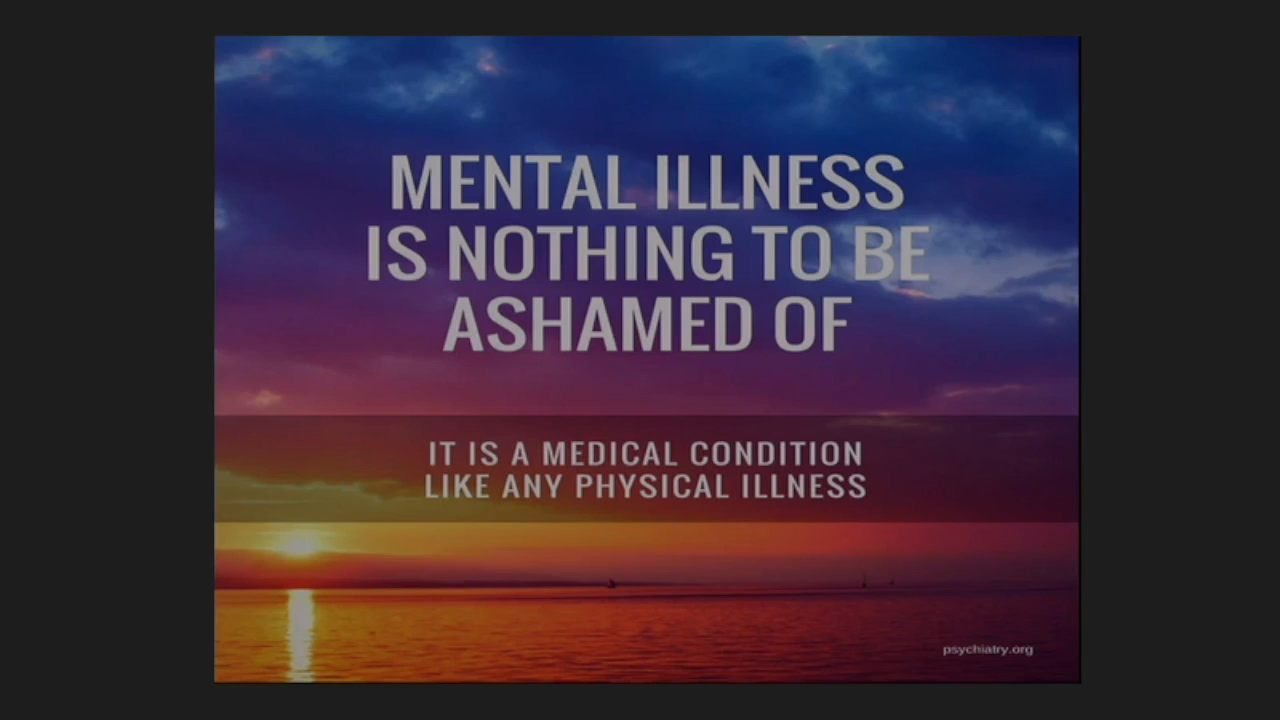 MENTAL ILLNESS
IS NOTHING TO BE
ASHAMED OF
IT IS A MEDICAL CONDITION
LIKE ANY PHYSICAL ILLNESS
psychiatry.org